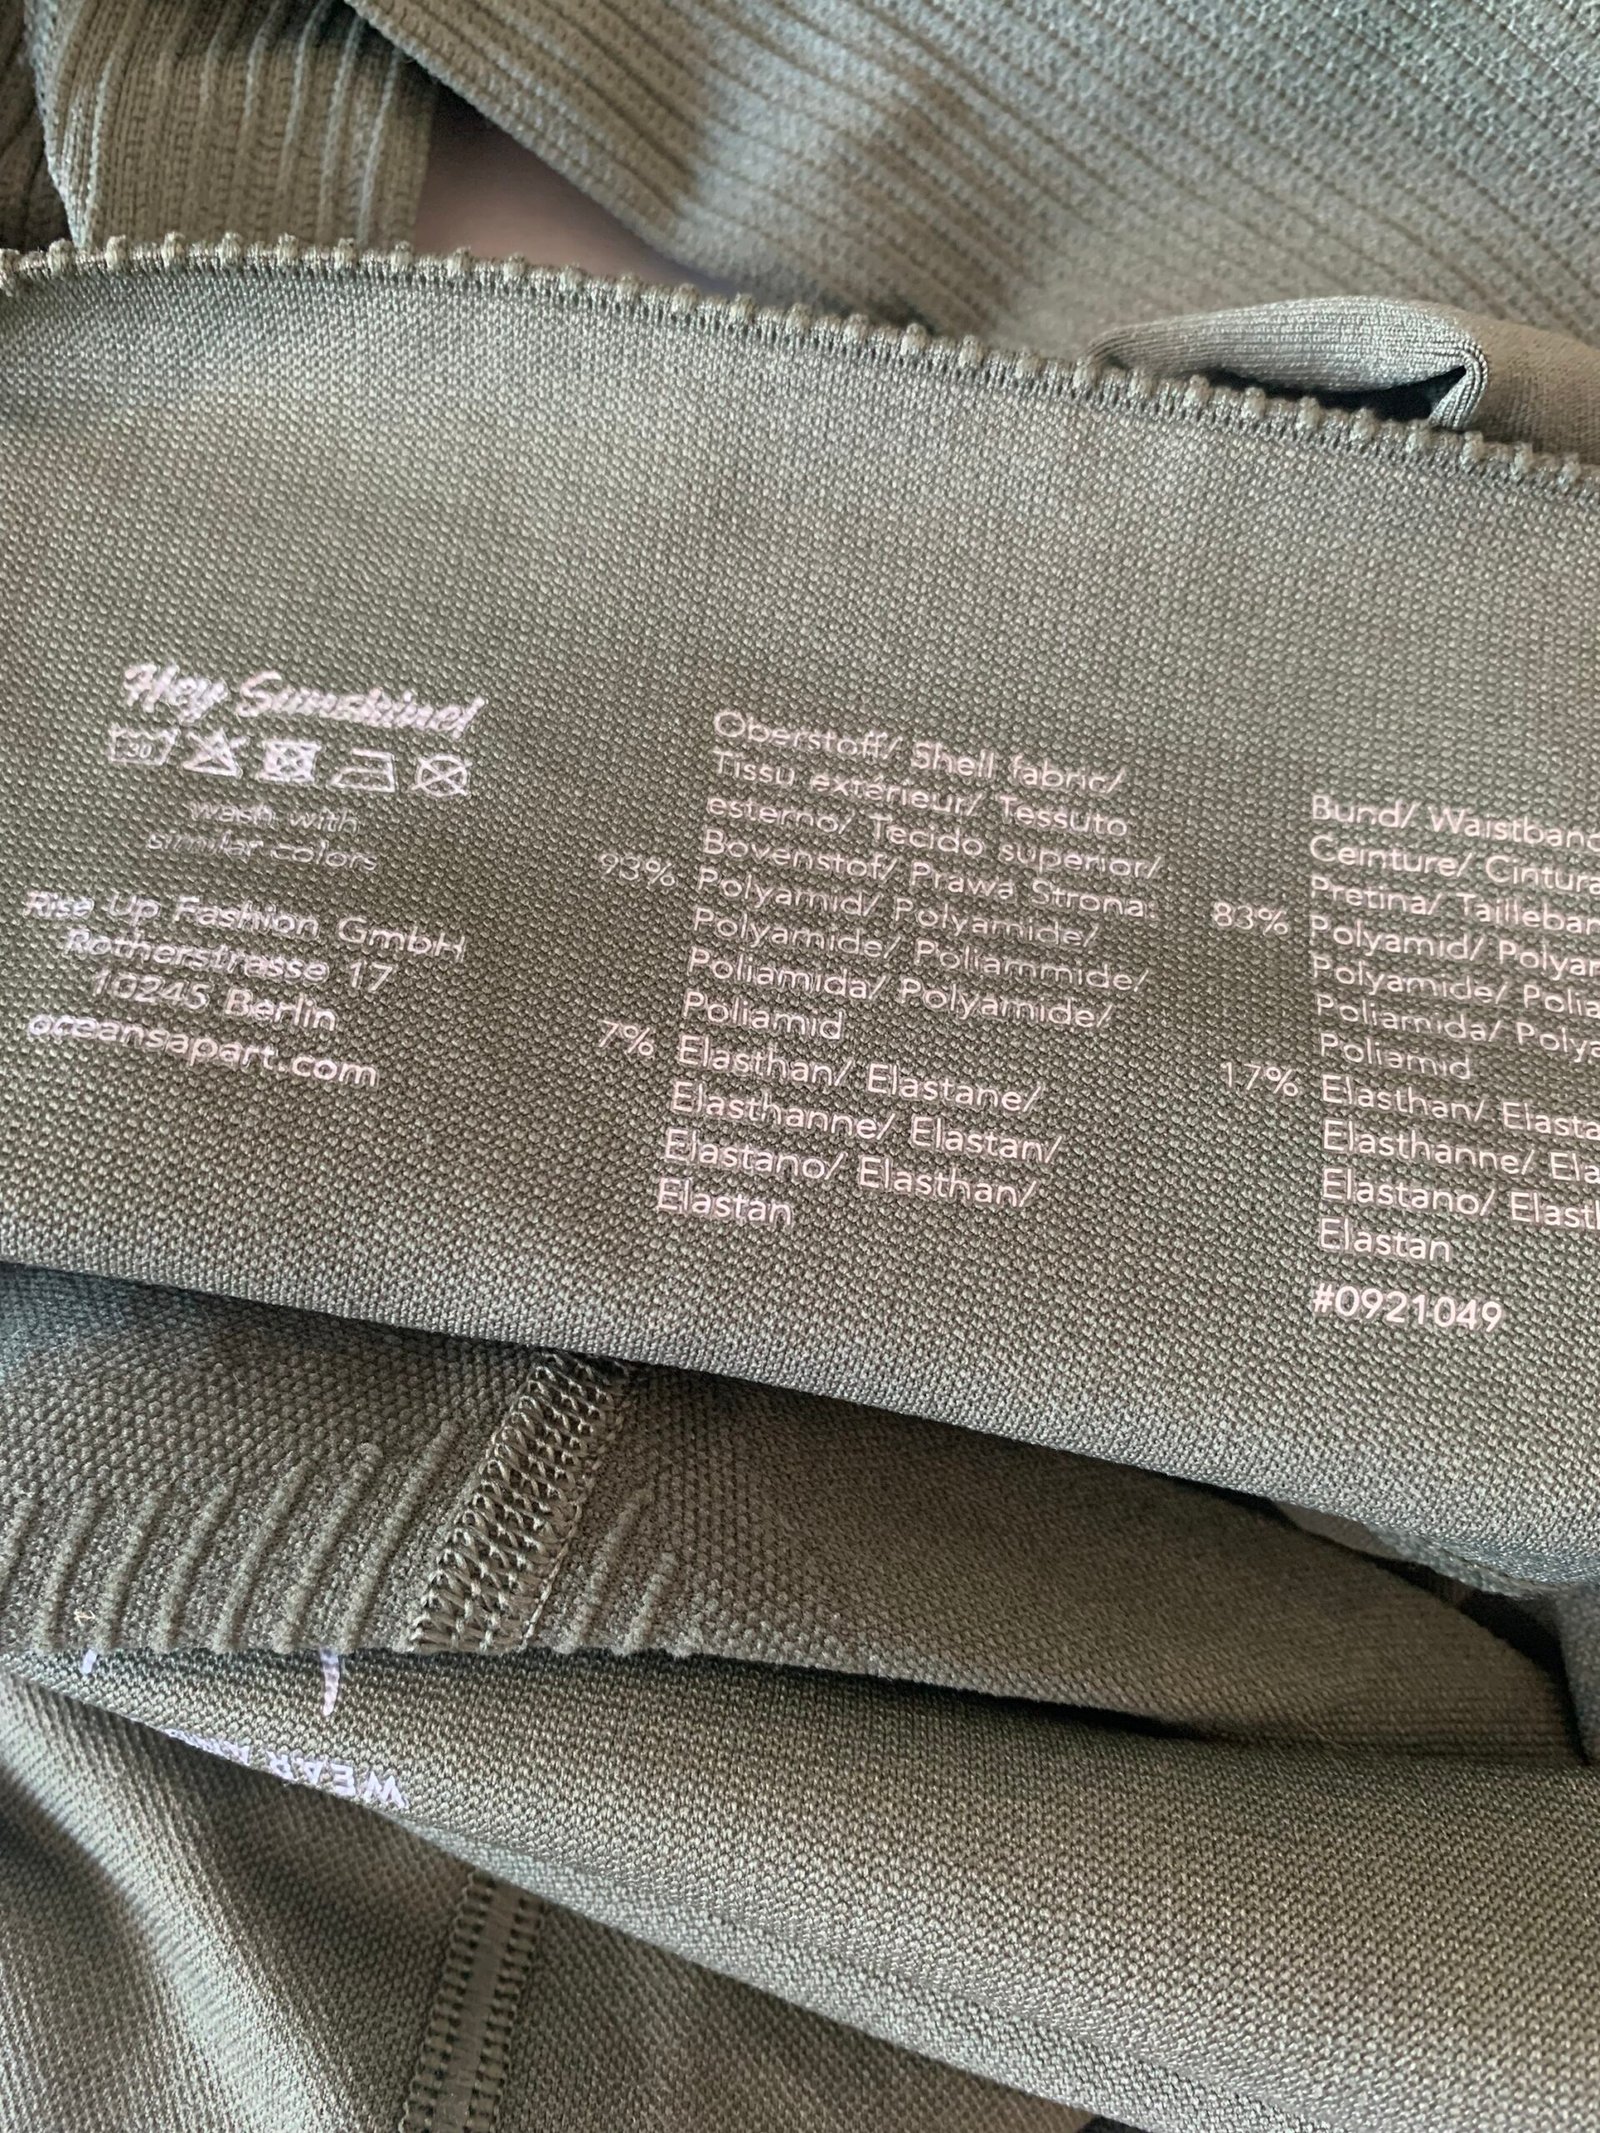 Hey Sunshine!
30
wash with
similar colors
Rise Up Fashion GmbH
Rotherstrasse 17
10245 Berlin
oceansapart.com
Oberstoff/ Shell fabric/
Tissu extérieur/ Tessuto
esterno/ Tecido superior/
Bovenstof/ Prawa Strona:
93% Polyamid/ Polyamide/
Polyamide/ Poliammide/
Poliamida/ Polyamide/
Poliamid
7% Elasthan/ Elastane/
Elasthanne/ Elastan/
Elastano/ Elasthan/
Elastan
Bund/ Waistband
Ceinture/ Cintura
Pretina/ Tailleban
83% Polyamid/ Polyam
Polyamide/ Polia
Poliamida/ Polya
Poliamid
17% Elasthan/ Elasta
Elasthanne/ Ela
Elastano/ Elast
Elastan
#0921049
WEAR